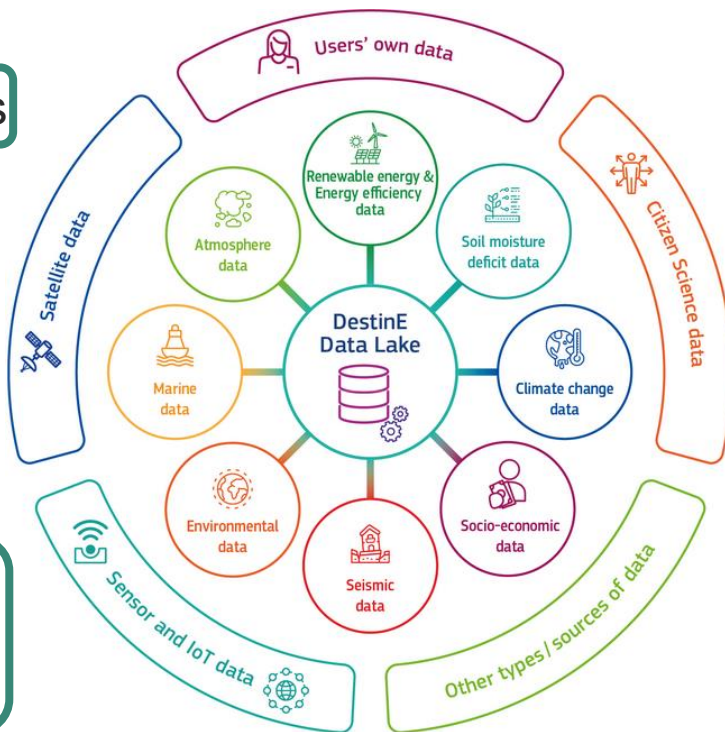 Users' own data
s
Satellite data
Citizen Science data
Renewable energy &
Energy efficiency
data
Atmosphere
data
Soil moisture
deficit data
DestinE
Data Lake
Marine
data
Climate change
data
Environmental
data
Socio-economic
data
Seismic
data
Sensor and IoT data
Other types/sources of data